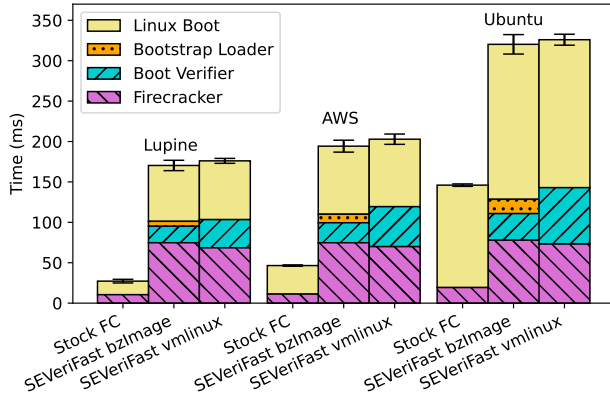 350
300
250
200
150
100
50
0
Time (ms)
Linux Boot
Bootstrap Loader
Boot Verifier
Firecracker
Lupine
AWS
Ubuntu
Stock FC
SEVeriFast bzImage
SEVeriFast vmlinux
Stock FC
SEVeriFast bzImage
SEVeriFast vmlinux
Stock FC
SEVeriFast bzImage
SEVeriFast vmlinux